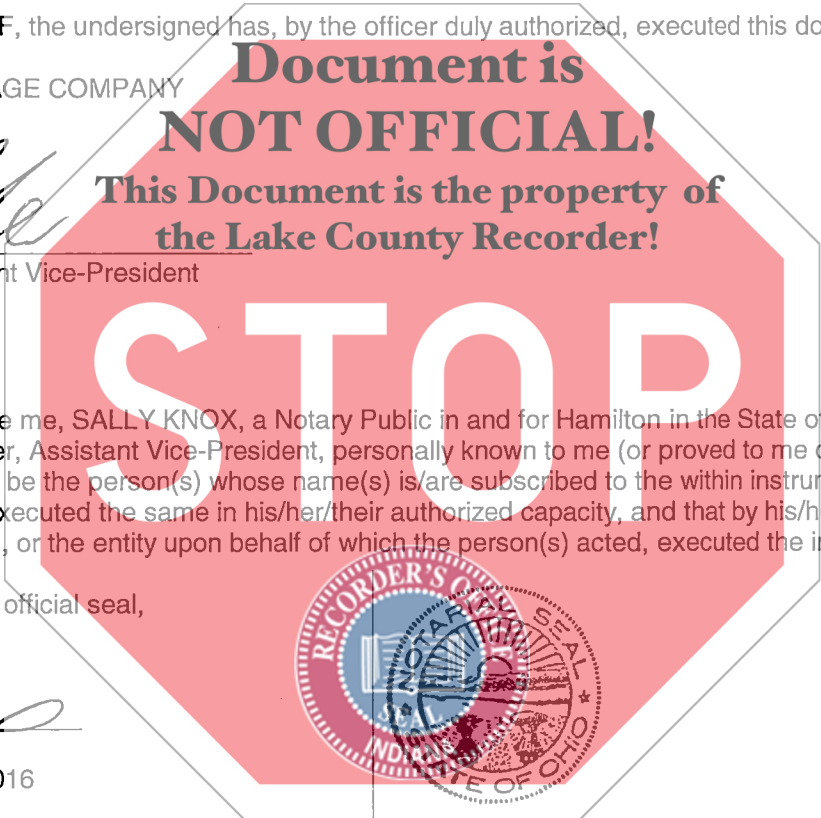 F, the undersigned has, by the officer duly authorized, executed this do
Document is
AGE COMPANY
NOT OFFICIAL!
This Document is the property of
the Lake County Recorder!
nt Vice-President
STOP
e me, SALLY KNOX, a Notary Public in and for Hamilton in the State o
er, Assistant Vice-President, personally known to me (or proved to me o
be the person(s) whose name(s) is/are subscribed to the within instru
xecuted the same in his/her/their authorized capacity, and that by his/h
, or the entity upon behalf of which the person(s) acted, executed the i
RECORDER'S OFFICE
official seal,
NOTARIAL SEAL
SEAL
INDIANA
STATE OF OHIO
016